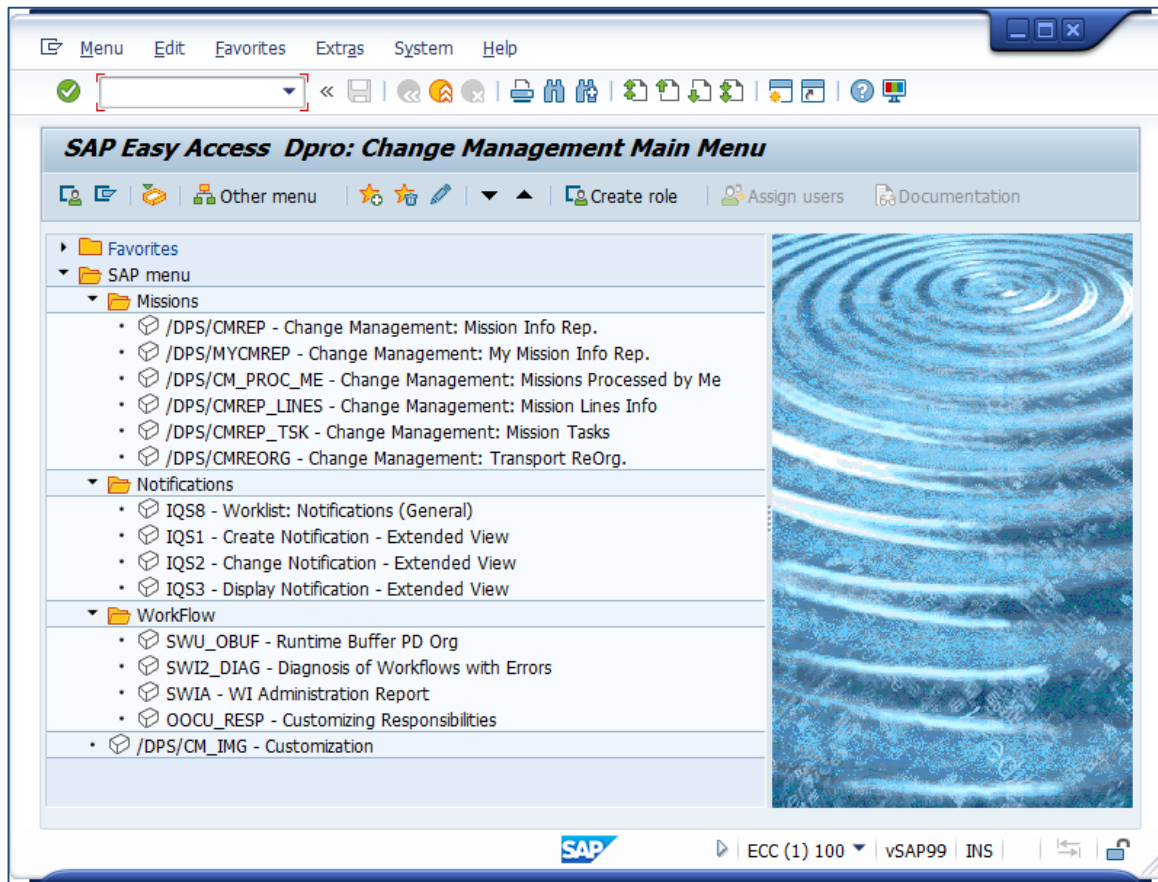 Menu Edit Favorites Extras System Help
SAP Easy Access Dpro: Change Management Main Menu
Other menu Create role Assign users Documentation
Favorites
SAP menu
Missions
/DPS/CMREP - Change Management: Mission Info Rep.
/DPS/MYCMREP - Change Management: My Mission Info Rep.
/DPS/CM_PROC_ME - Change Management: Missions Processed by Me
/DPS/CMREP_LINES - Change Management: Mission Lines Info
/DPS/CMREP_TSK - Change Management: Mission Tasks
/DPS/CMREORG - Change Management: Transport ReOrg.
Notifications
IQS8 - Worklist: Notifications (General)
IQS1 - Create Notification - Extended View
IQS2 - Change Notification - Extended View
IQS3 - Display Notification - Extended View
WorkFlow
SWU_OBUF - Runtime Buffer PD Org
SWI2_DIAG - Diagnosis of Workflows with Errors
SWIA - WI Administration Report
OOCU_RESP - Customizing Responsibilities
/DPS/CM_IMG - Customization
SAP ECC (1) 100 vSAP99 INS